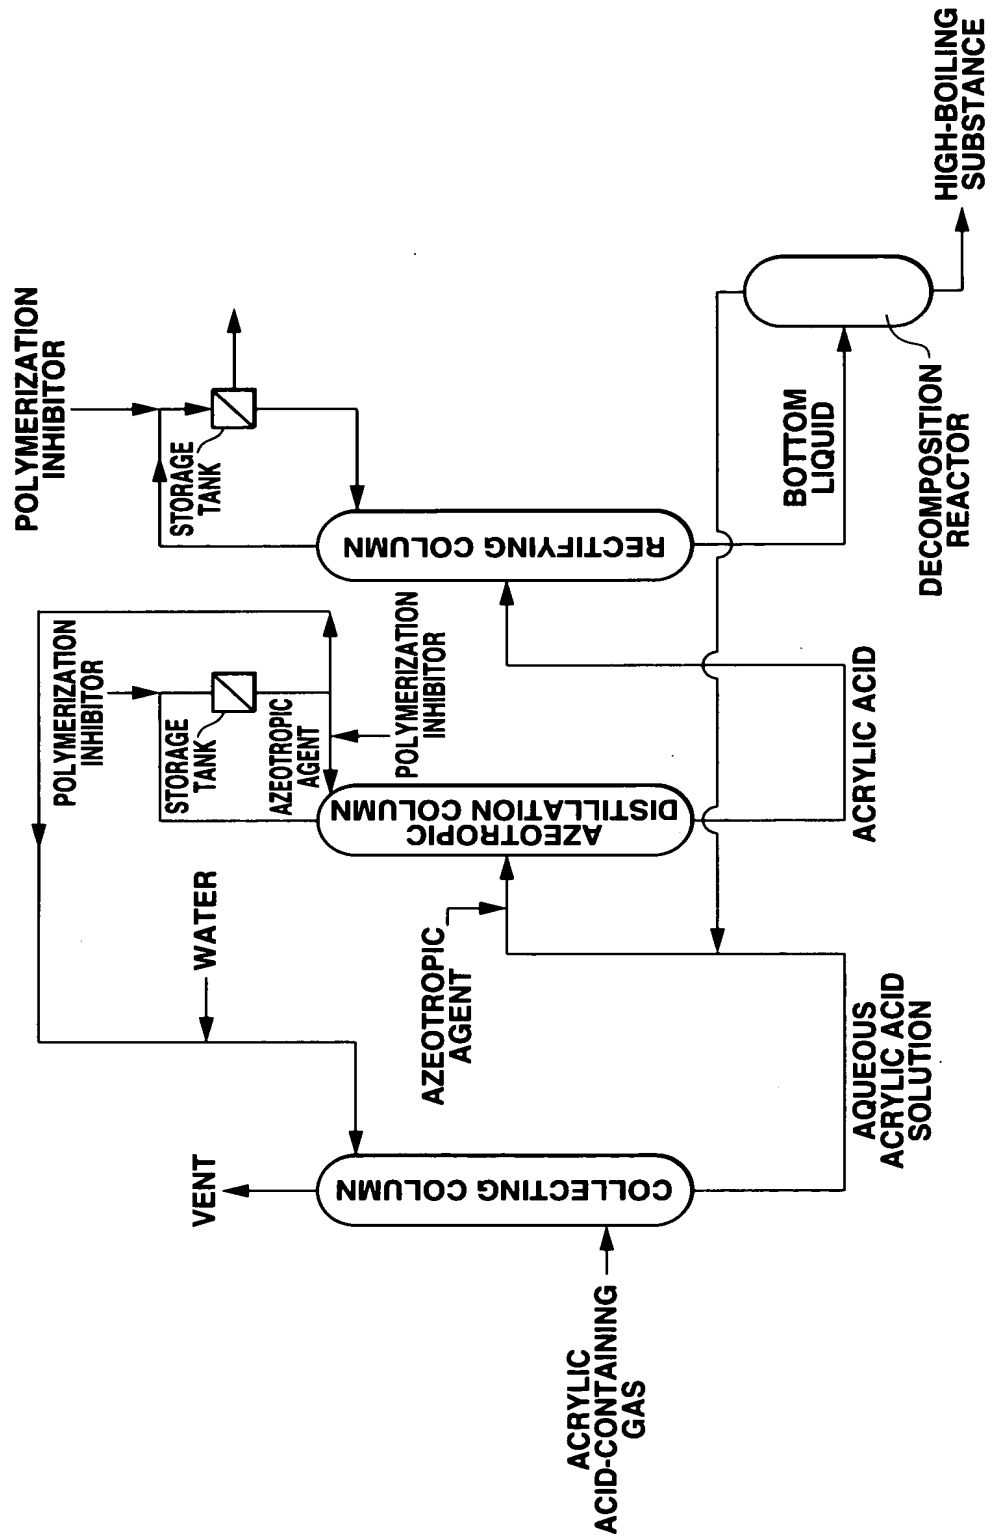 POLYMERIZATION
INHIBITOR
STORAGE
TANK
RECTIFYING COLUMN
BOTTOM
LIQUID
DECOMPOSITION
REACTOR
HIGH-BOILING
SUBSTANCE
POLYMERIZATION
INHIBITOR
STORAGE
TANK
AZEOTROPIC
AGENT
POLYMERIZATION
INHIBITOR
AZEOTROPIC
DISTILLATION COLUMN
ACRYLIC ACID
WATER
AZEOTROPIC
AGENT
VENT
COLLECTING COLUMN
AQUEOUS
ACRYLIC ACID
SOLUTION
ACRYLIC
ACID-CONTAINING
GAS